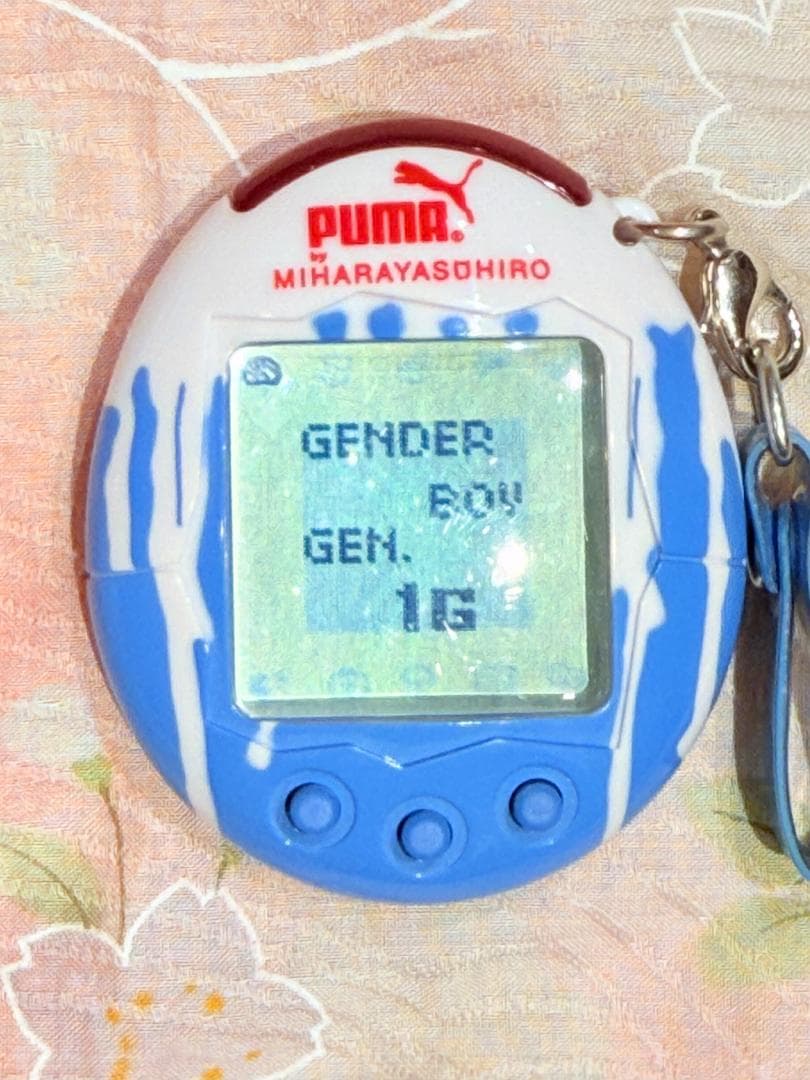 PUMA®
by
MIHARAYASUHIRO
GENDER
BOY
GEN.
1G